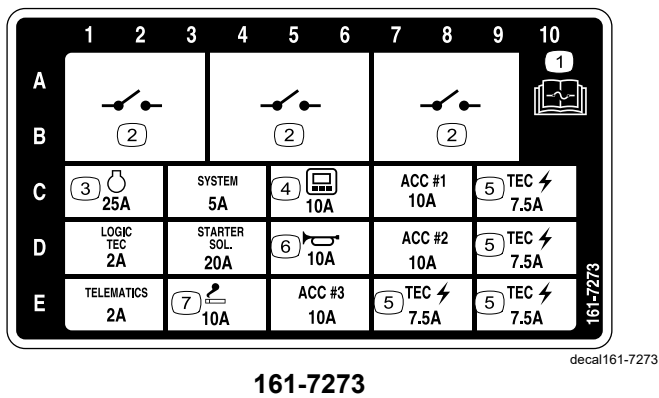 1 2 3 4 5 6 7 8 9 10
1
A
B 2 2 2
C 3 25A SYSTEM 5A 4 10A ACC #1 10A 5 TEC 7.5A
D LOGIC TEC 2A STARTER SOL. 20A 6 10A ACC #2 10A 5 TEC 7.5A
E TELEMATICS 2A 7 10A ACC #3 10A 5 TEC 7.5A 5 TEC 7.5A
161-7273
decal161-7273
161-7273